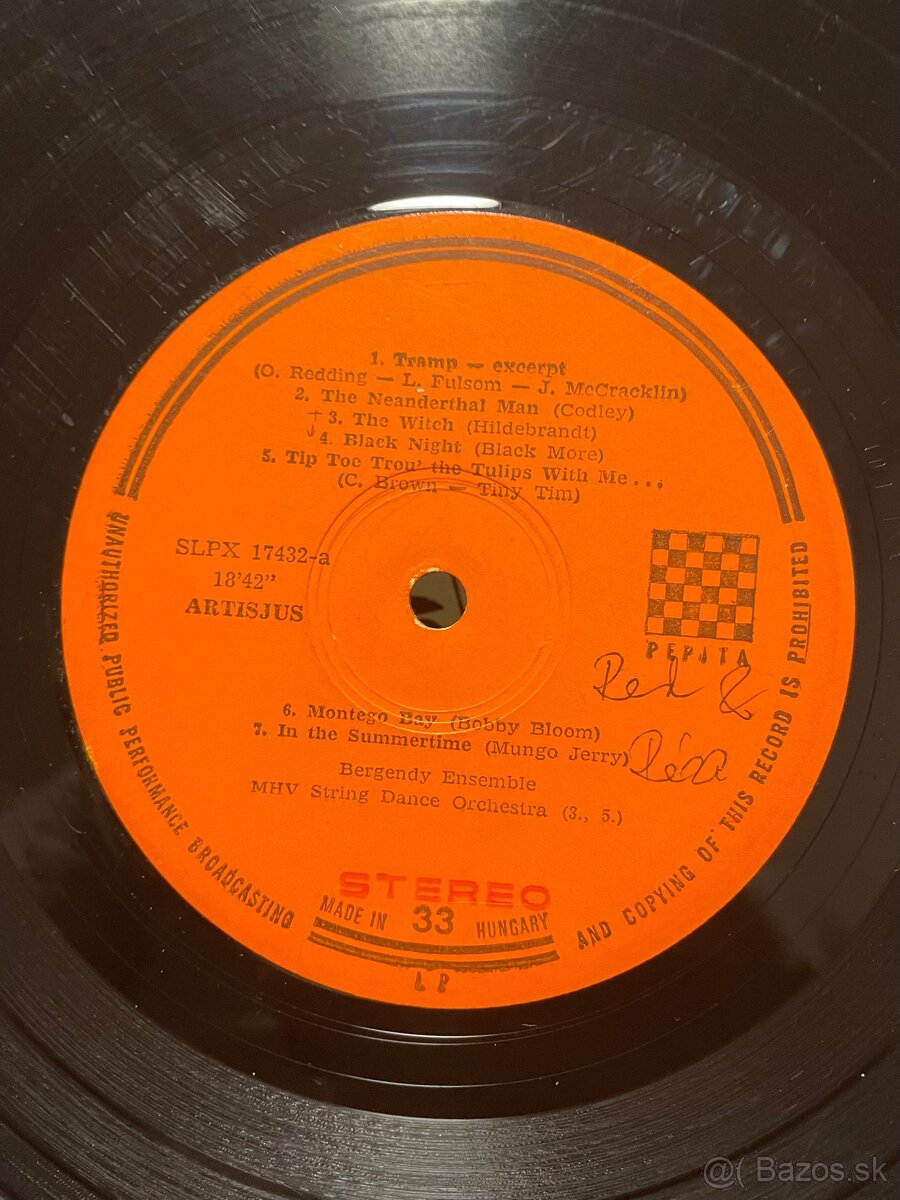 1. Tramp — excerpt
(O. Redding — L. Fulsom — J. McCracklin)
2. The Neanderthal Man (Codley)
3. The Witch (Hildebrandt)
4. Black Night (Black More)
5. Tip Toe Trou' the Tulips With Me...
(C. Brown — Tiny Tim)
SLPX 17432-a
18'42"
ARTISJUS
PEPITA
Red &
Réza
6. Montego Bay (Bobby Bloom)
7. In the Summertime (Mungo Jerry)
Bergendy Ensemble
MHV String Dance Orchestra (3., 5.)
STEREO
MADE IN 33 HUNGARY
LP
UNAUTHORIZED PUBLIC PERFORMANCE BROADCASTING AND COPYING OF THIS RECORD IS PROHIBITED
@( Bazos.sk